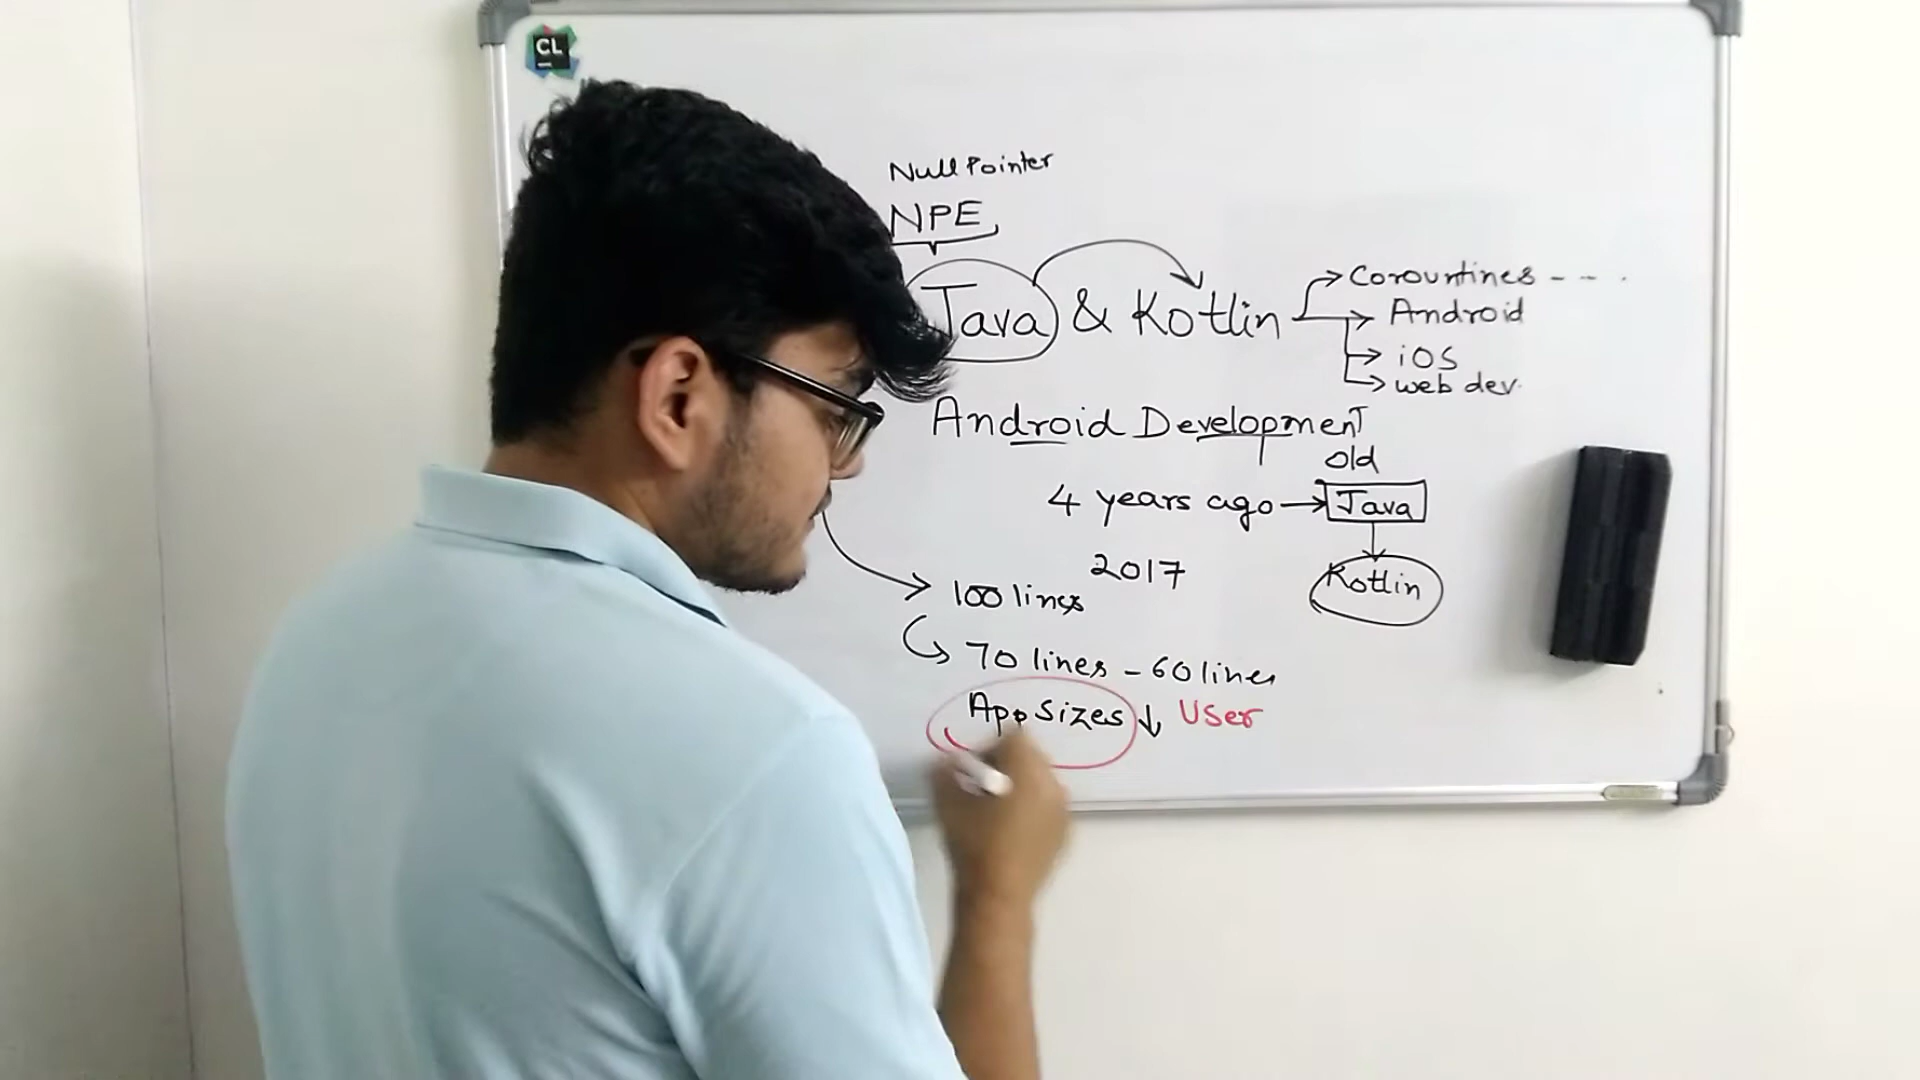 CL
Null Pointer
NPE
Java & Kotlin
Corountines - - .
Android
iOS
web dev.
Android Development
old
4 years ago → Java
2017
Kotlin
100 lines
70 lines - 60 lines
App Sizes ↓ User